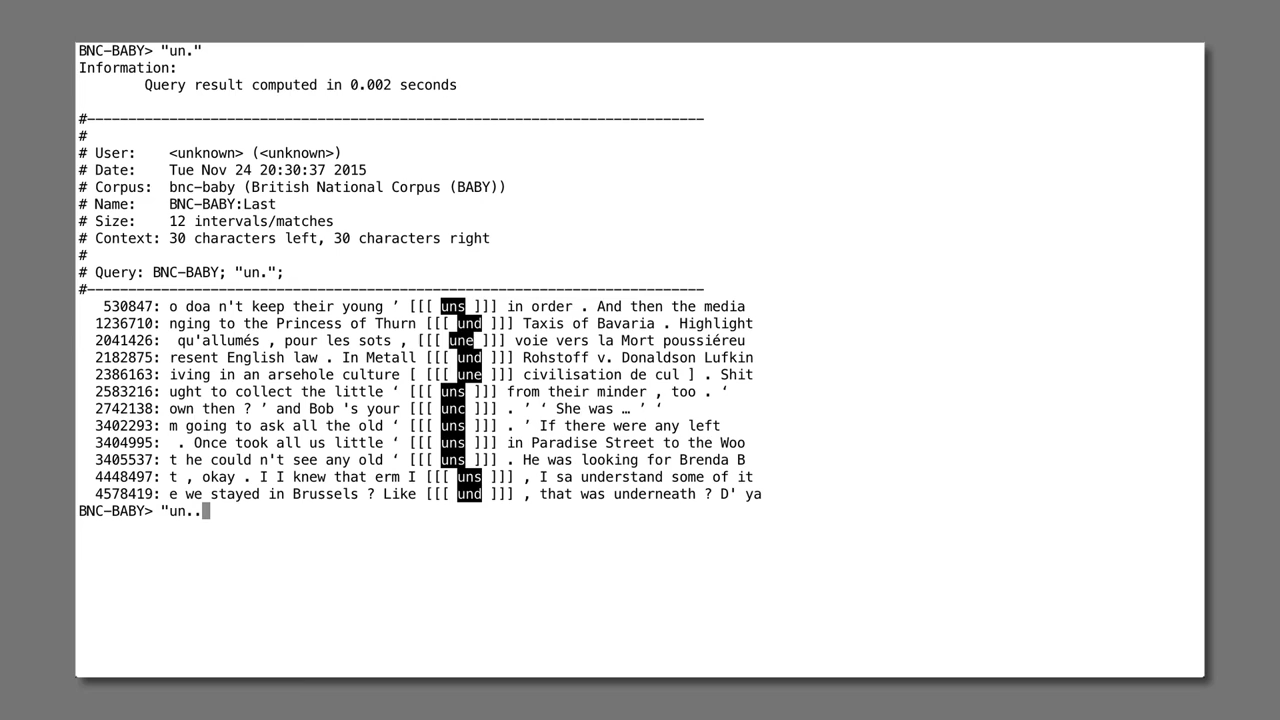 BNC-BABY> "un."
Information:
        Query result computed in 0.002 seconds
#---------------------------------------------------------------------------
#
# User:    <unknown> (<unknown>)
# Date:    Tue Nov 24 20:30:37 2015
# Corpus:  bnc-baby (British National Corpus (BABY))
# Name:    BNC-BABY:Last
# Size:    12 intervals/matches
# Context: 30 characters left, 30 characters right
#
# Query: BNC-BABY; "un.";
#---------------------------------------------------------------------------
   530847: o doa n't keep their young ’ [[[ uns ]]] in order . And then the media
  1236710: nging to the Princess of Thurn [[[ und ]]] Taxis of Bavaria . Highlight
  2041426:  qu'allumés , pour les sots , [[[ une ]]] voie vers la Mort poussiéreu
  2182875: resent English law . In Metall [[[ und ]]] Rohstoff v. Donaldson Lufkin
  2386163: iving in an arsehole culture [ [[[ une ]]] civilisation de cul ] . Shit
  2583216: ught to collect the little ‘ [[[ uns ]]] from their minder , too . ‘
  2742138: own then ? ’ and Bob 's your [[[ unc ]]] . ’ ‘ She was … ’ ‘
  3402293: m going to ask all the old ‘ [[[ uns ]]] . ’ If there were any left
  3404995:  . Once took all us little ‘ [[[ uns ]]] in Paradise Street to the Woo
  3405537: t he could n't see any old ‘ [[[ uns ]]] . He was looking for Brenda B
  4448497: t , okay . I I knew that erm I [[[ uns ]]] , I sa understand some of it
  4578419: e we stayed in Brussels ? Like [[[ und ]]] , that was underneath ? D' ya
BNC-BABY> "un..